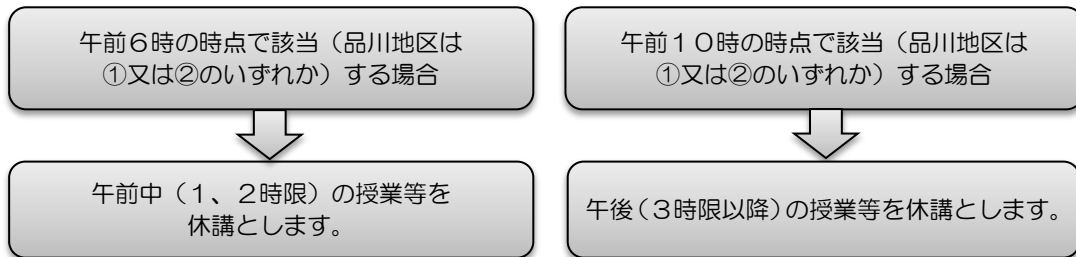 午前６時の時点で該当（品川地区は
①又は②のいずれか）する場合
午前中（１、２時限）の授業等を
休講とします。
午前１０時の時点で該当（品川地区は
①又は②のいずれか）する場合
午後（３時限以降）の授業等を休講とします。